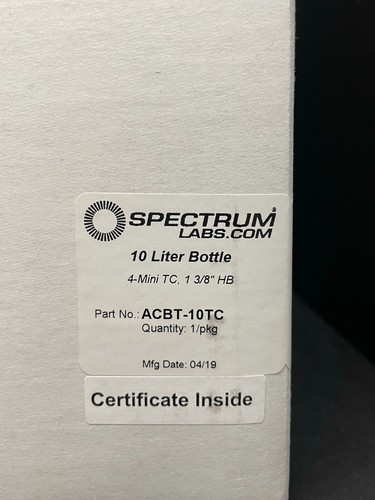 SPECTRUM®
LABS.COM
10 Liter Bottle
4-Mini TC, 1 3/8" HB
Part No.: ACBT-10TC
Quantity: 1/pkg
Mfg Date: 04/19
Certificate Inside